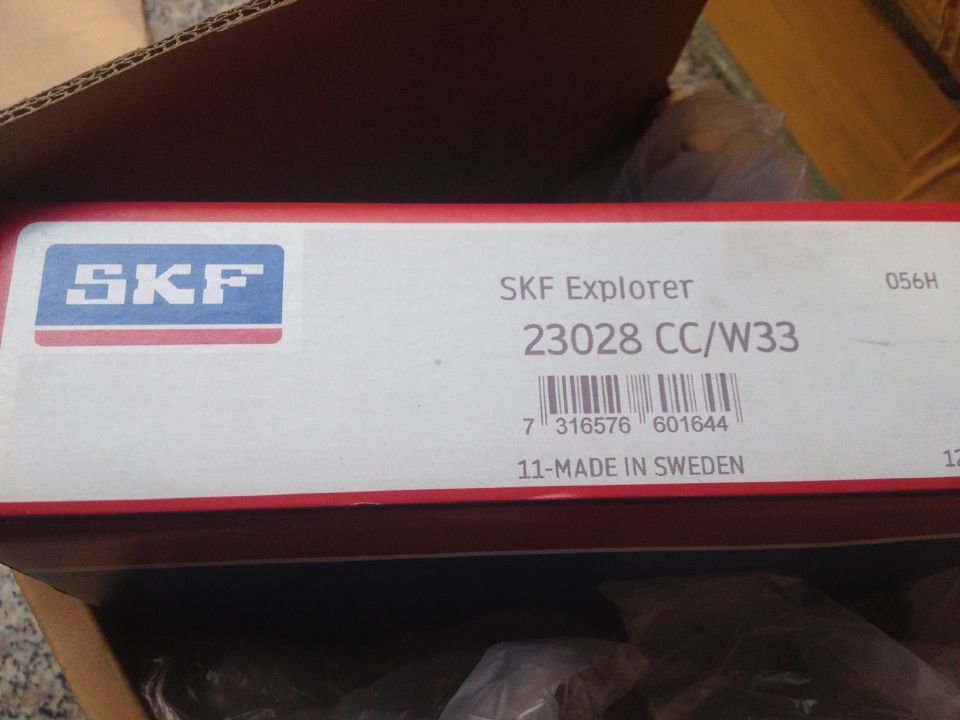 SKF
SKF Explorer
056H
23028 CC/W33
7 316576 601644
11-MADE IN SWEDEN